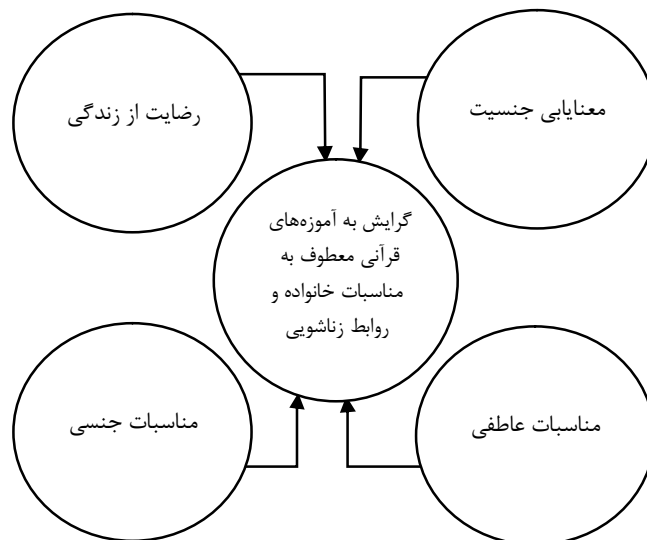 معنایابی جنسیت
رضایت از زندگی
گرایش به آموزه‌های
قرآنی معطوف به
مناسبات خانواده و
روابط زناشویی
مناسبات عاطفی
مناسبات جنسی